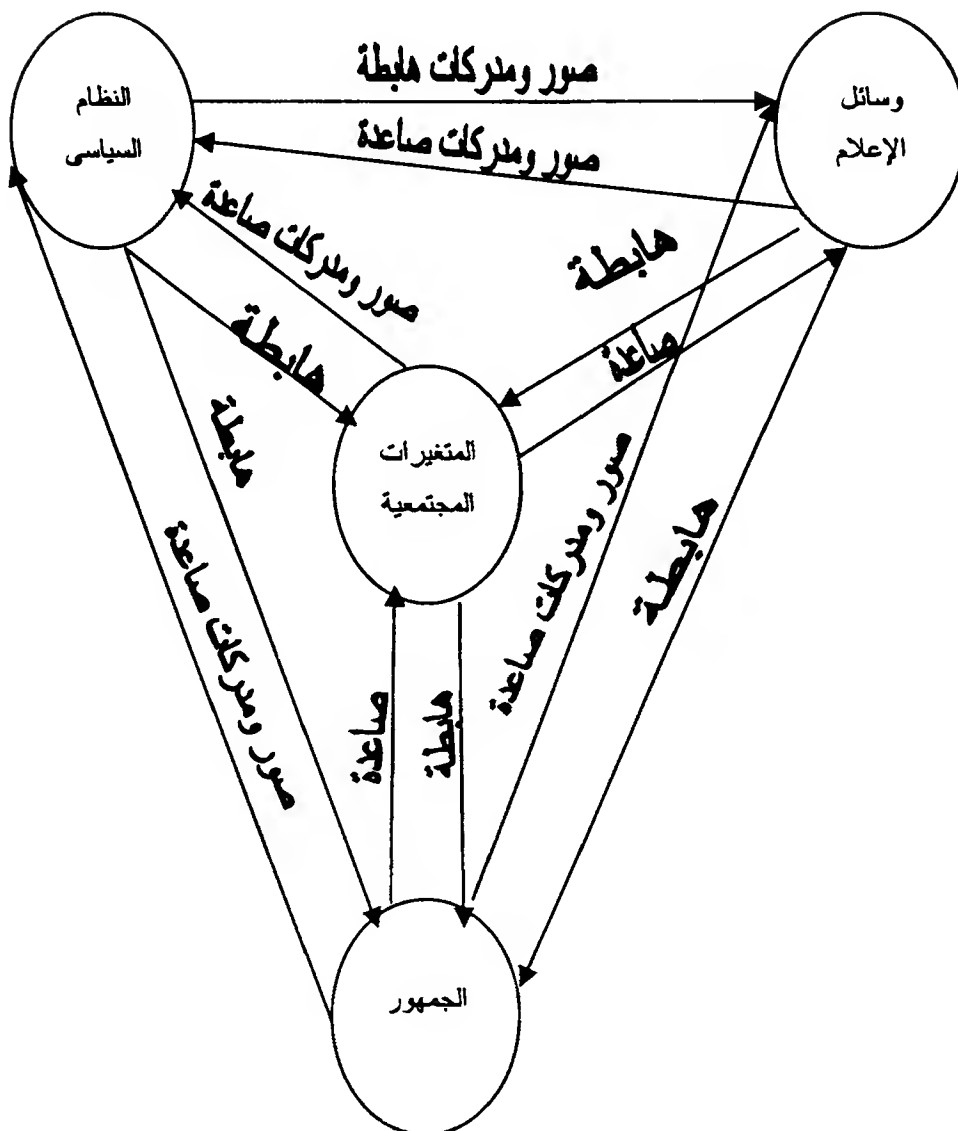 صور ومدركات هابطة
النظام
السياسى
وسائل
الإعلام
صور ومدركات صاعدة
صور ومدركات صاعدة
هابطة
هابطة
صاعدة
هابطة
المتغيرات
المجتمعية
صور ومدركات صاعدة
هابطة
صور ومدركات صاعدة
صاعدة
هابطة
الجمهور